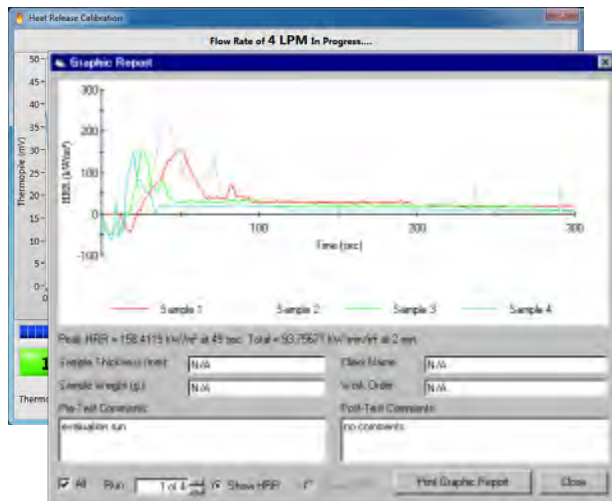 Heat Release Calibration
Flow Rate of 4 LPM In Progress....
50
45
40
35
30
25
20
15
10
5
0
Thermopile (mV)
Thermo
Graphic Report
300
200
100
0
-100
HRR (kW/m²)
100
200
300
Time (sec)
Sample 1 Sample 2 Sample 3 Sample 4
Peak HRR = 158.4119 kW/m² at 49 sec. Total = 93.75671 kW min/m² at 2 min
Sample Thickness (mm): N/A Client Name: N/A
Sample Weight (g.): N/A Work Order: N/A
Pre-Test Comments: Post-Test Comments:
evaluation run no comments
All Run: 1 of 4 Show HRR Print Graphic Report Close